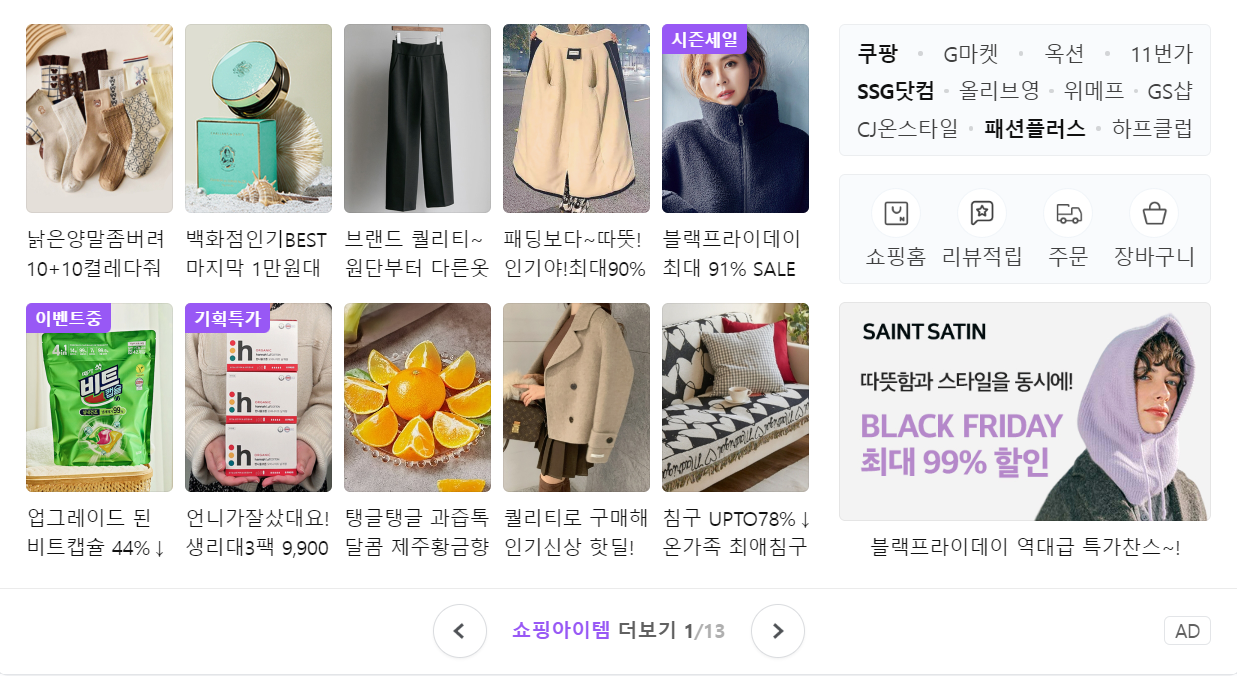 시즌세일
낡은양말좀버려
10+10켤레다줘
백화점인기BEST
마지막 1만원대
브랜드 퀄리티~
원단부터 다른옷
패딩보다~따뜻!
인기야!최대90%
블랙프라이데이
최대 91% SALE
이벤트중
4in1
비트
캡슐
기획특가
h
h
h
업그레이드 된
비트캡슐 44%↓
언니가잘샀대요!
생리대3팩 9,900
탱글탱글 과즙톡
달콤 제주황금향
퀄리티로 구매해
인기신상 핫딜!
침구 UPTO78%↓
온가족 최애침구
쿠팡 • G마켓 • 옥션 • 11번가
SSG닷컴 • 올리브영 • 위메프 • GS샵
CJ온스타일 • 패션플러스 • 하프클럽
쇼핑홈 리뷰적립 주문 장바구니
SAINT SATIN
따뜻함과 스타일을 동시에!
BLACK FRIDAY
최대 99% 할인
블랙프라이데이 역대급 특가찬스~!
쇼핑아이템 더보기 1/13
AD